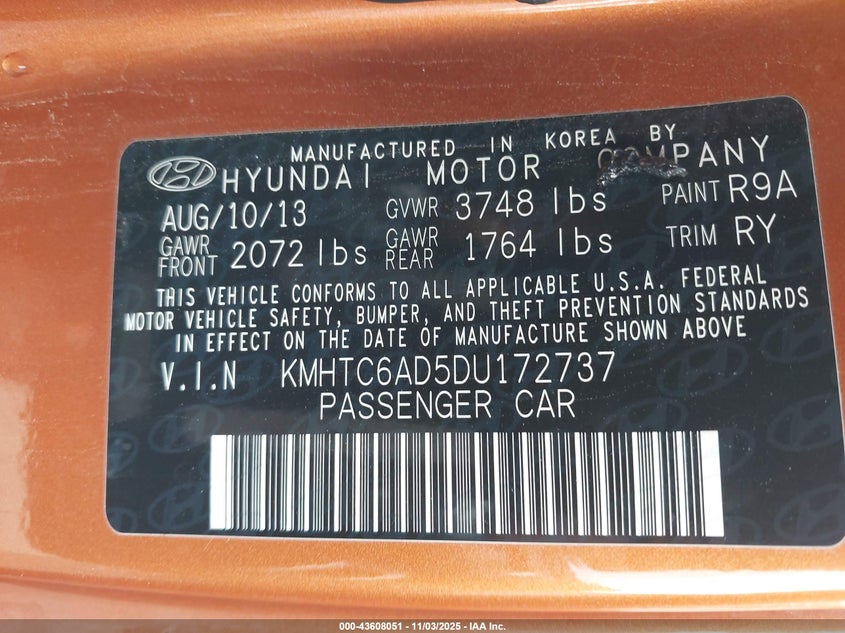 MANUFACTURED IN KOREA BY
HYUNDAI MOTOR COMPANY
AUG/10/13 GVWR 3748 lbs PAINT R9A
GAWR FRONT 2072 lbs GAWR REAR 1764 lbs TRIM RY
THIS VEHICLE CONFORMS TO ALL APPLICABLE U.S.A. FEDERAL
MOTOR VEHICLE SAFETY, BUMPER, AND THEFT PREVENTION STANDARDS
IN EFFECT ON THE DATE OF MANUFACTURE SHOWN ABOVE
V.I.N KMHTC6AD5DU172737
PASSENGER CAR
000-43608051 - 11/03/2025 - IAA Inc.